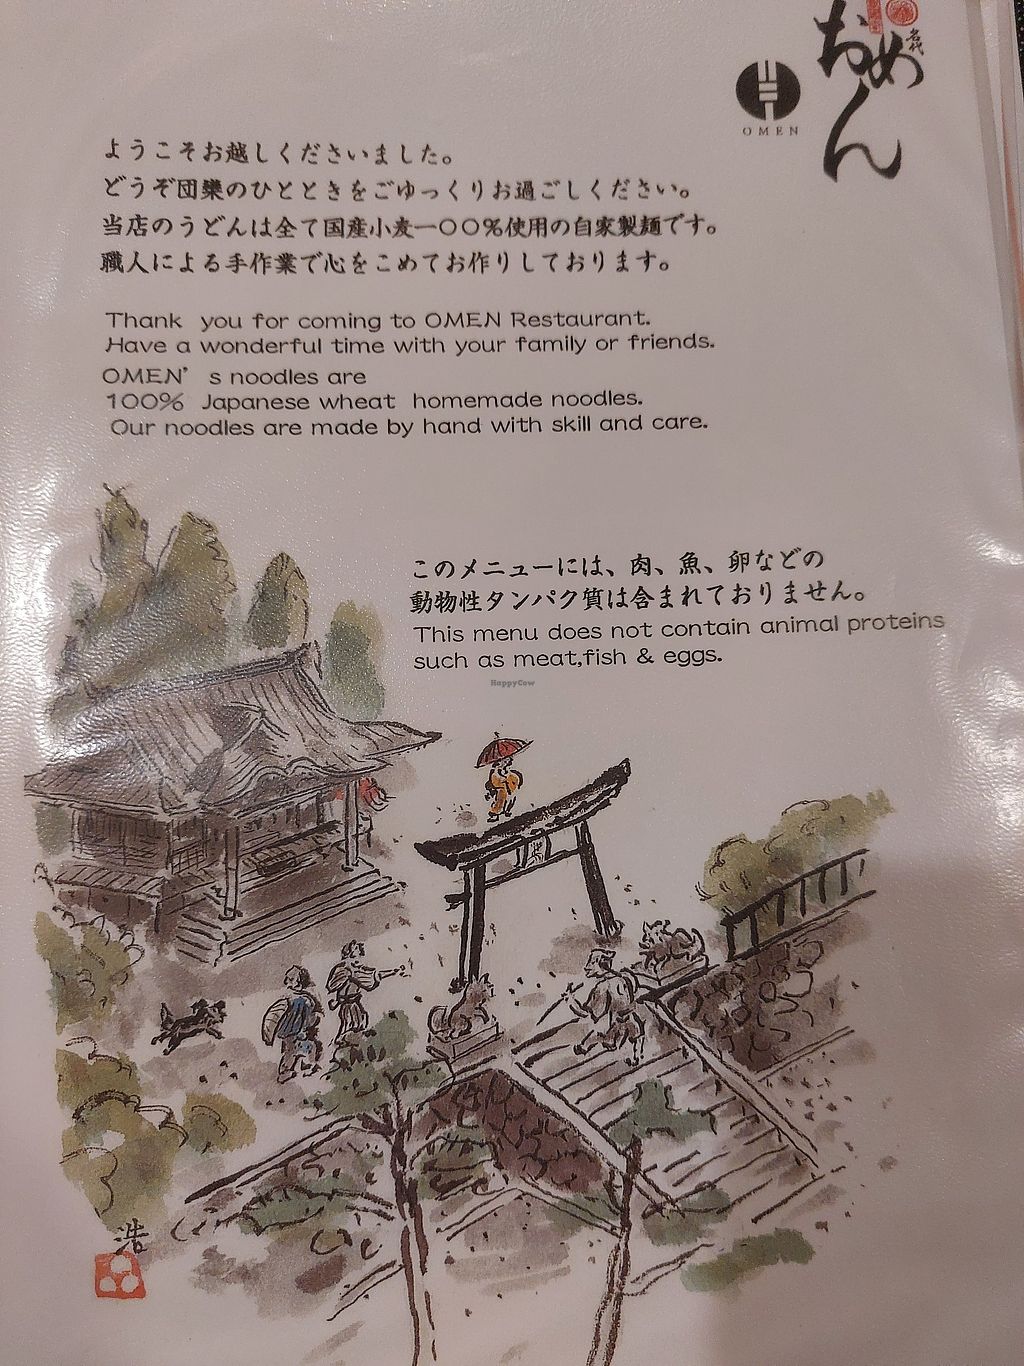 名代
おめん
OMEN
ようこそお越しくださいました。
どうぞ団欒のひとときをごゆっくりお過ごしください。
当店のうどんは全て国産小麦一〇〇%使用の自家製麺です。
職人による手作業で心をこめてお作りしております。
Thank you for coming to OMEN Restaurant.
Have a wonderful time with your family or friends.
OMEN’s noodles are
100% Japanese wheat homemade noodles.
Our noodles are made by hand with skill and care.
このメニューには、肉、魚、卵などの
動物性タンパク質は含まれておりません。
This menu does not contain animal proteins
such as meat,fish & eggs.
HappyCow
浩